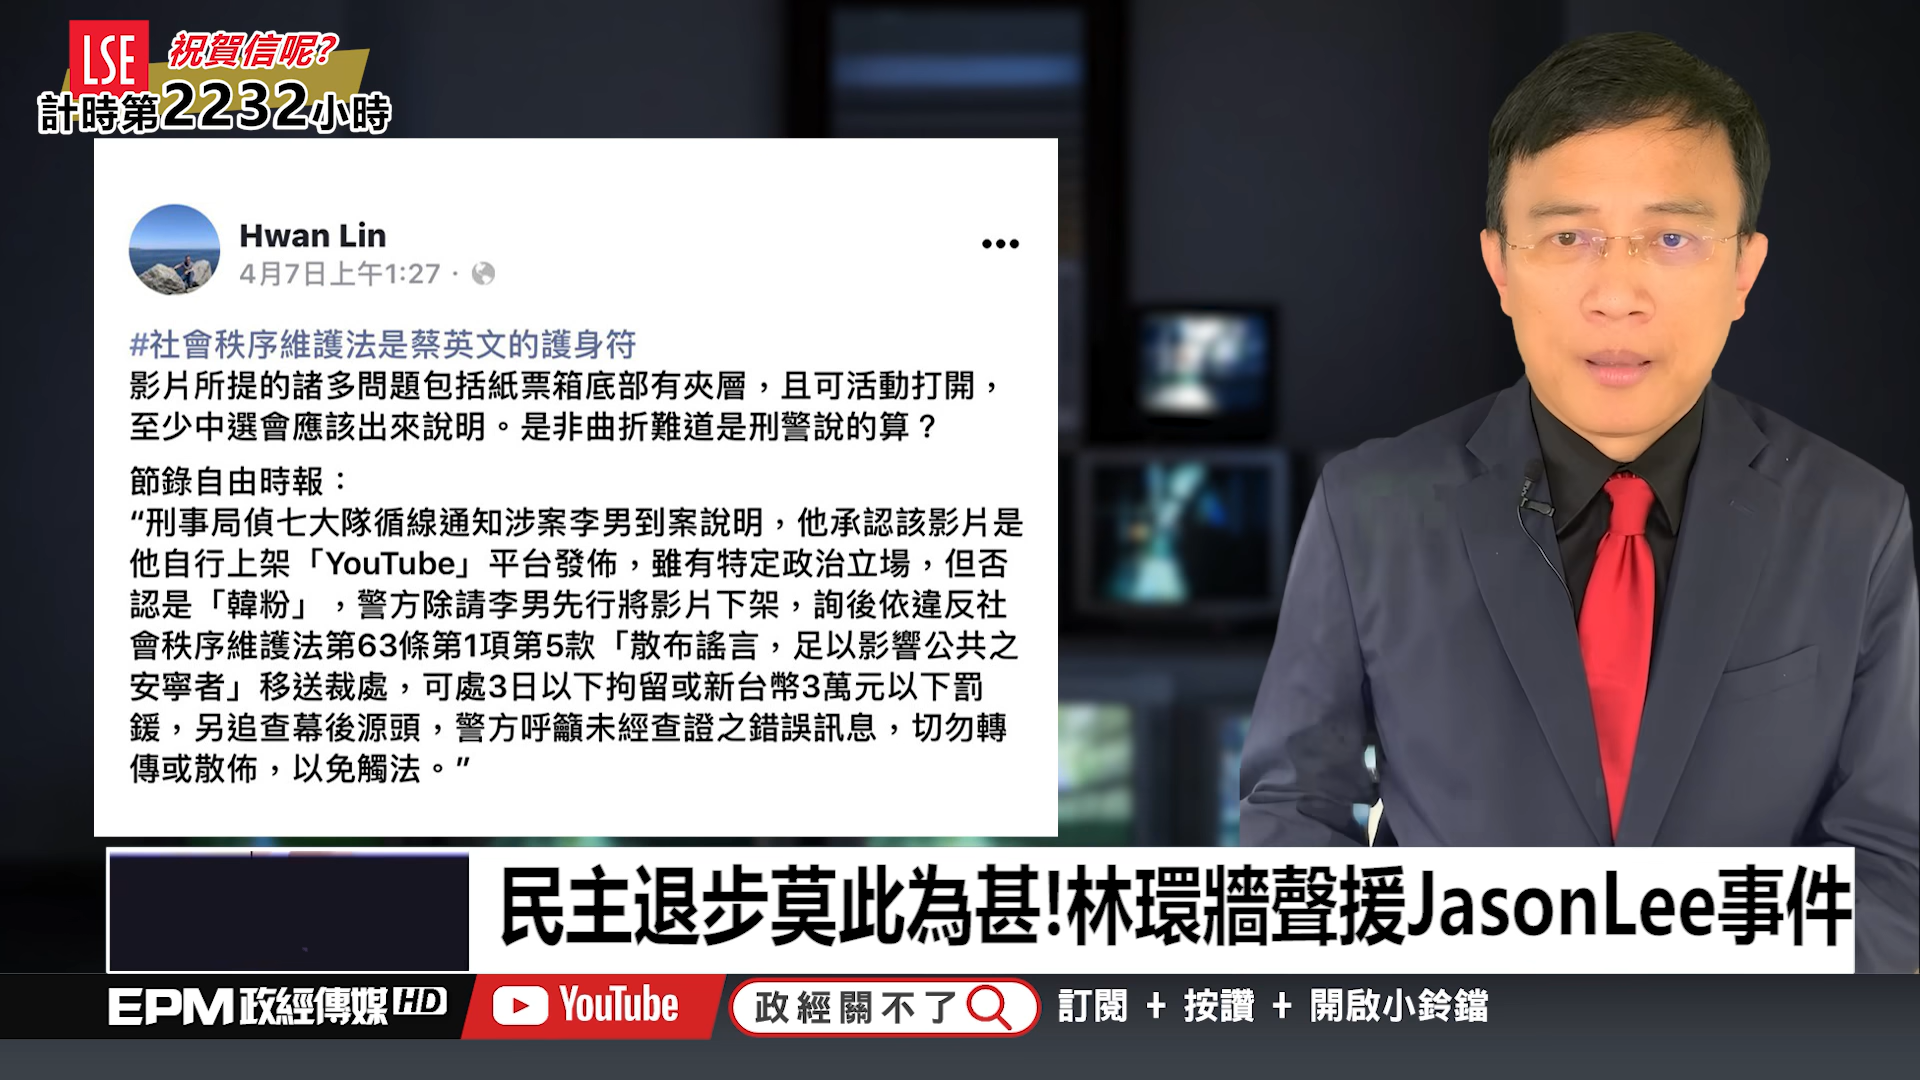 LSE
祝賀信呢?
計時第2232小時
Hwan Lin
4月7日上午1:27 ·
#社會秩序維護法是蔡英文的護身符
影片所提的諸多問題包括紙票箱底部有夾層，且可活動打開，
至少中選會應該出來說明。是非曲折難道是刑警說的算？
節錄自由時報：
“刑事局偵七大隊循線通知涉案李男到案說明，他承認該影片是
他自行上架「YouTube」平台發佈，雖有特定政治立場，但否
認是「韓粉」，警方除請李男先行將影片下架，詢後依違反社
會秩序維護法第63條第1項第5款「散布謠言，足以影響公共之
安寧者」移送裁處，可處3日以下拘留或新台幣3萬元以下罰
鍰，另追查幕後源頭，警方呼籲未經查證之錯誤訊息，切勿轉
傳或散佈，以免觸法。”
民主退步莫此為甚!林環牆聲援JasonLee事件
EPM政經傳媒HD
YouTube
政經關不了
訂閱 + 按讚 + 開啟小鈴鐺